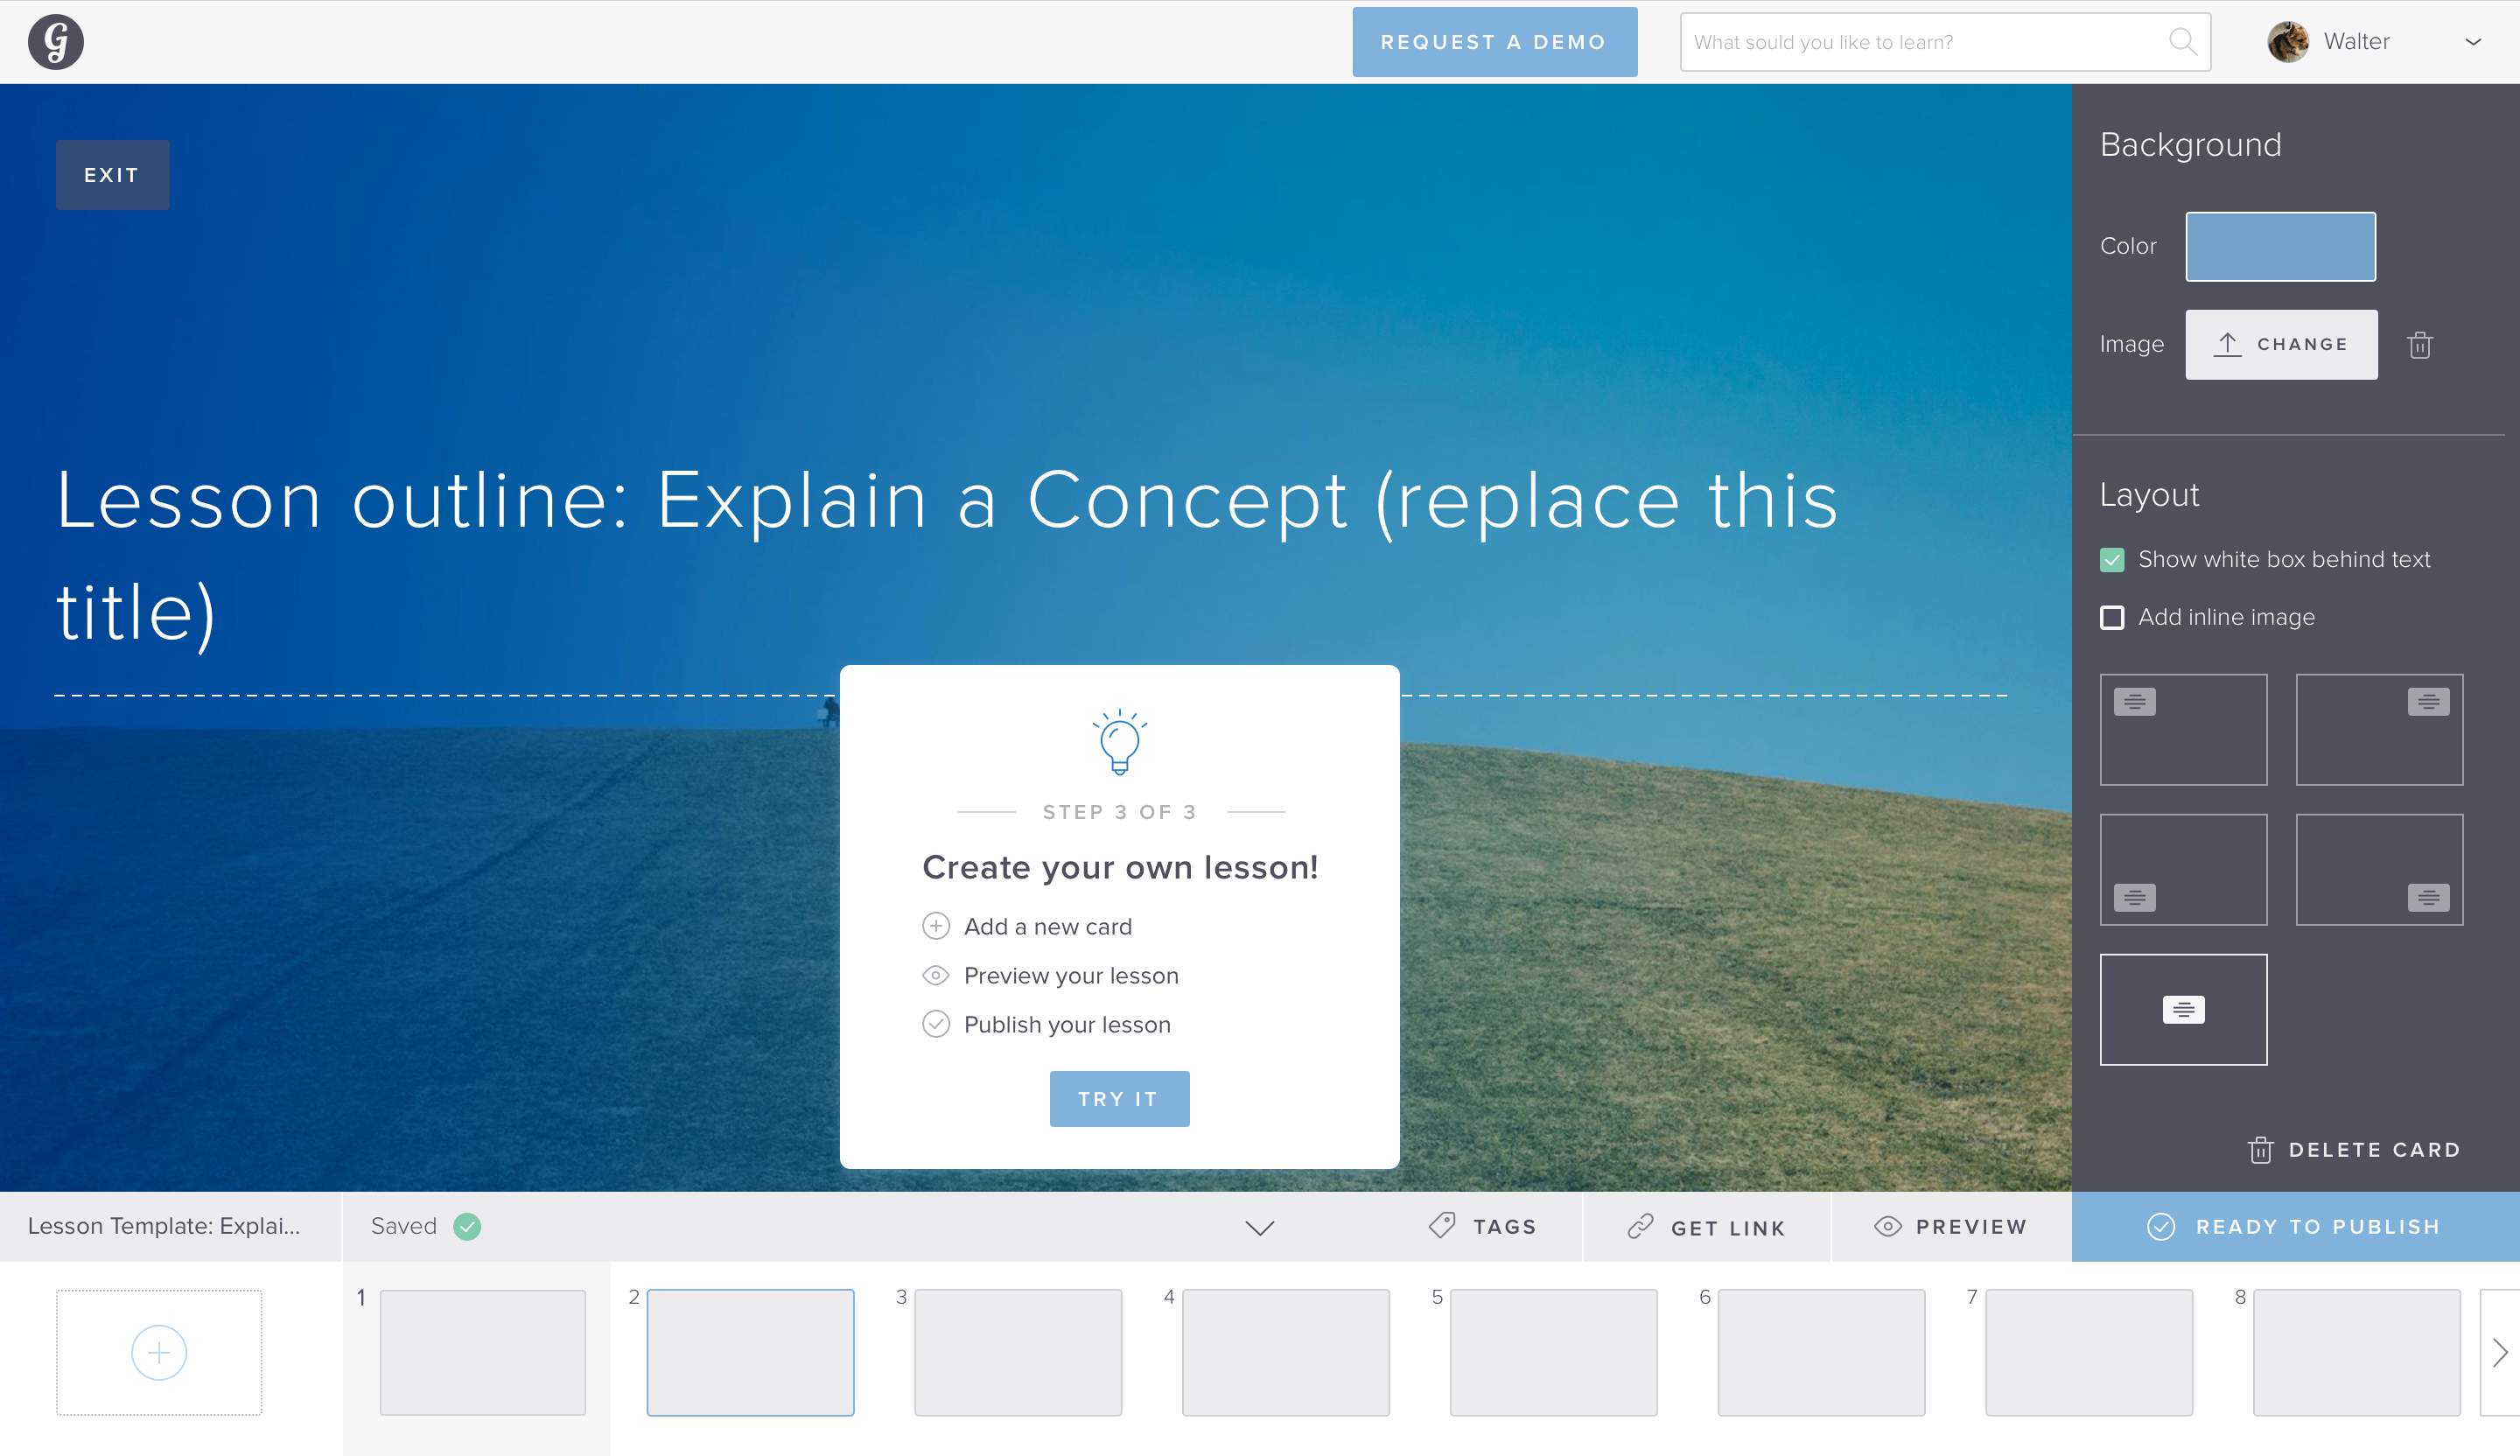 G
REQUEST A DEMO
What sould you like to learn?
Walter
EXIT
Background
Color
Image
CHANGE
Lesson outline: Explain a Concept (replace this
title)
Layout
Show white box behind text
Add inline image
STEP 3 OF 3
Create your own lesson!
Add a new card
Preview your lesson
Publish your lesson
TRY IT
DELETE CARD
Lesson Template: Explai...
Saved
TAGS
GET LINK
PREVIEW
READY TO PUBLISH
1
2
3
4
5
6
7
8